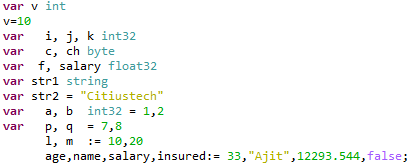 var v int
v=10
var   i, j, k int32
var   c, ch byte
var  f, salary float32
var str1 string
var str2 = "Citiustech"
var   a, b  int32 = 1,2
var   p, q  = 7,8
      l, m  := 10,20
      age,name,salary,insured:= 33,"Ajit",12293.544,false;